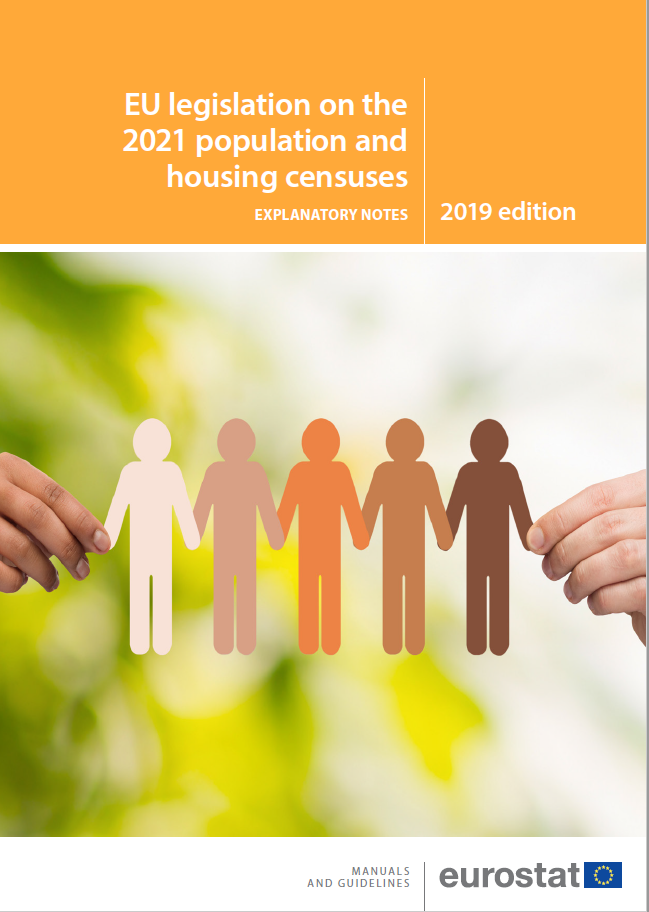 EU legislation on the
2021 population and
housing censuses
EXPLANATORY NOTES
2019 edition
MANUALS
AND GUIDELINES
eurostat